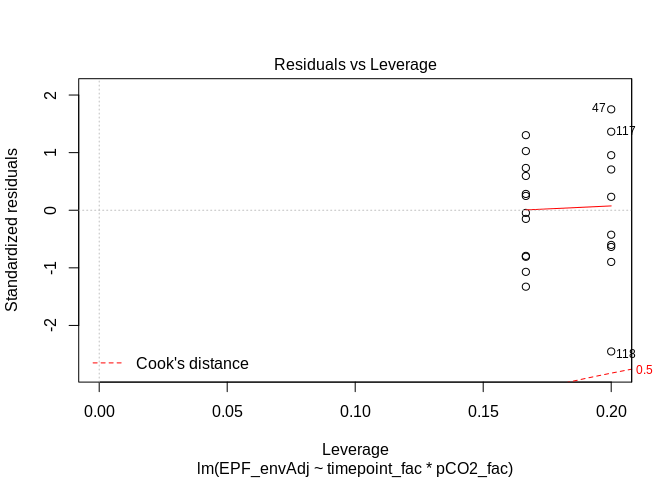 Residuals vs Leverage
Standardized residuals
2
1
0
-1
-2
47
117
118
0.5
Cook's distance
0.00 0.05 0.10 0.15 0.20
Leverage
lm(EPF_envAdj ~ timepoint_fac * pCO2_fac)